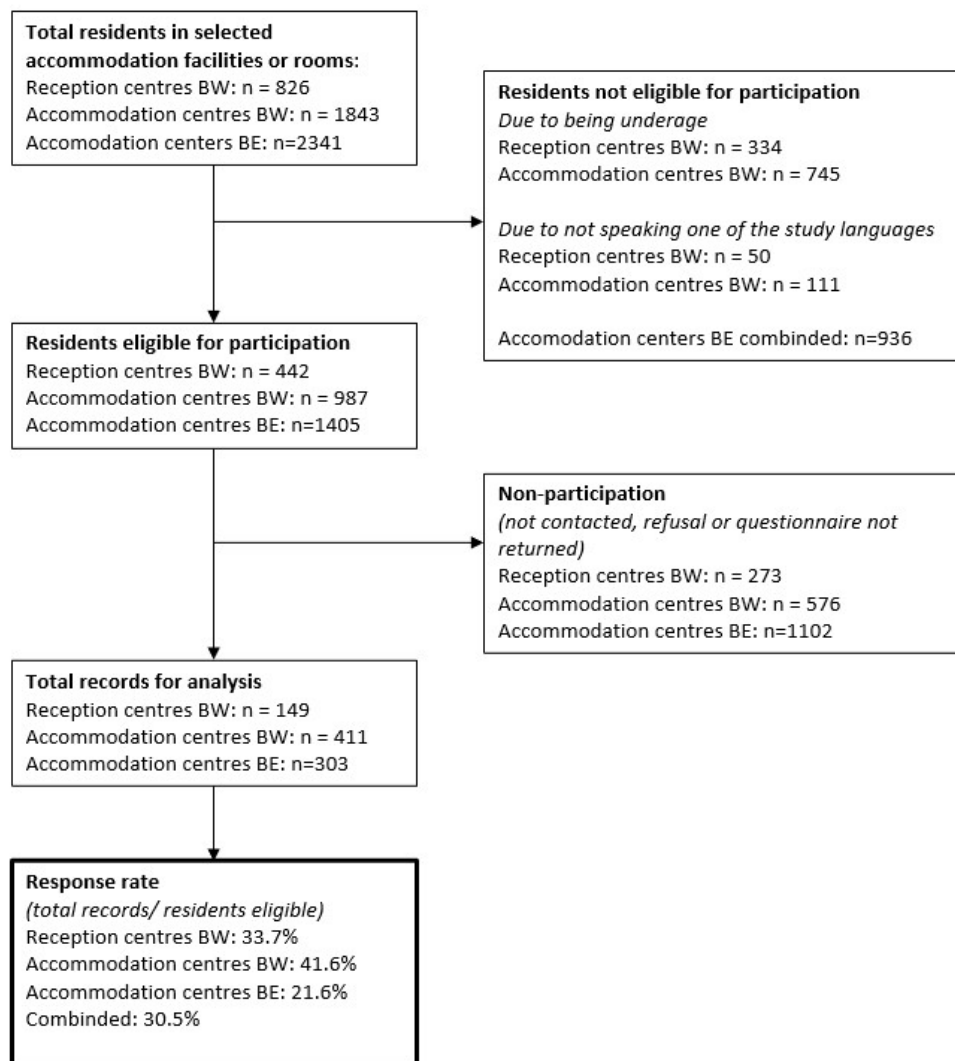 Total residents in selected
accommodation facilities or rooms:
Reception centres BW: n = 826
Accommodation centres BW: n = 1843
Accomodation centers BE: n=2341
Residents not eligible for participation
Due to being underage
Reception centres BW: n = 334
Accommodation centres BW: n = 745
Due to not speaking one of the study languages
Reception centres BW: n = 50
Accommodation centres BW: n = 111
Accomodation centers BE combinded: n=936
Residents eligible for participation
Reception centres BW: n = 442
Accommodation centres BW: n = 987
Accommodation centres BE: n=1405
Non-participation
(not contacted, refusal or questionnaire not
returned)
Reception centres BW: n = 273
Accommodation centres BW: n = 576
Accommodation centres BE: n=1102
Total records for analysis
Reception centres BW: n = 149
Accommodation centres BW: n = 411
Accommodation centres BE: n=303
Response rate
(total records/ residents eligible)
Reception centres BW: 33.7%
Accommodation centres BW: 41.6%
Accommodation centres BE: 21.6%
Combinded: 30.5%